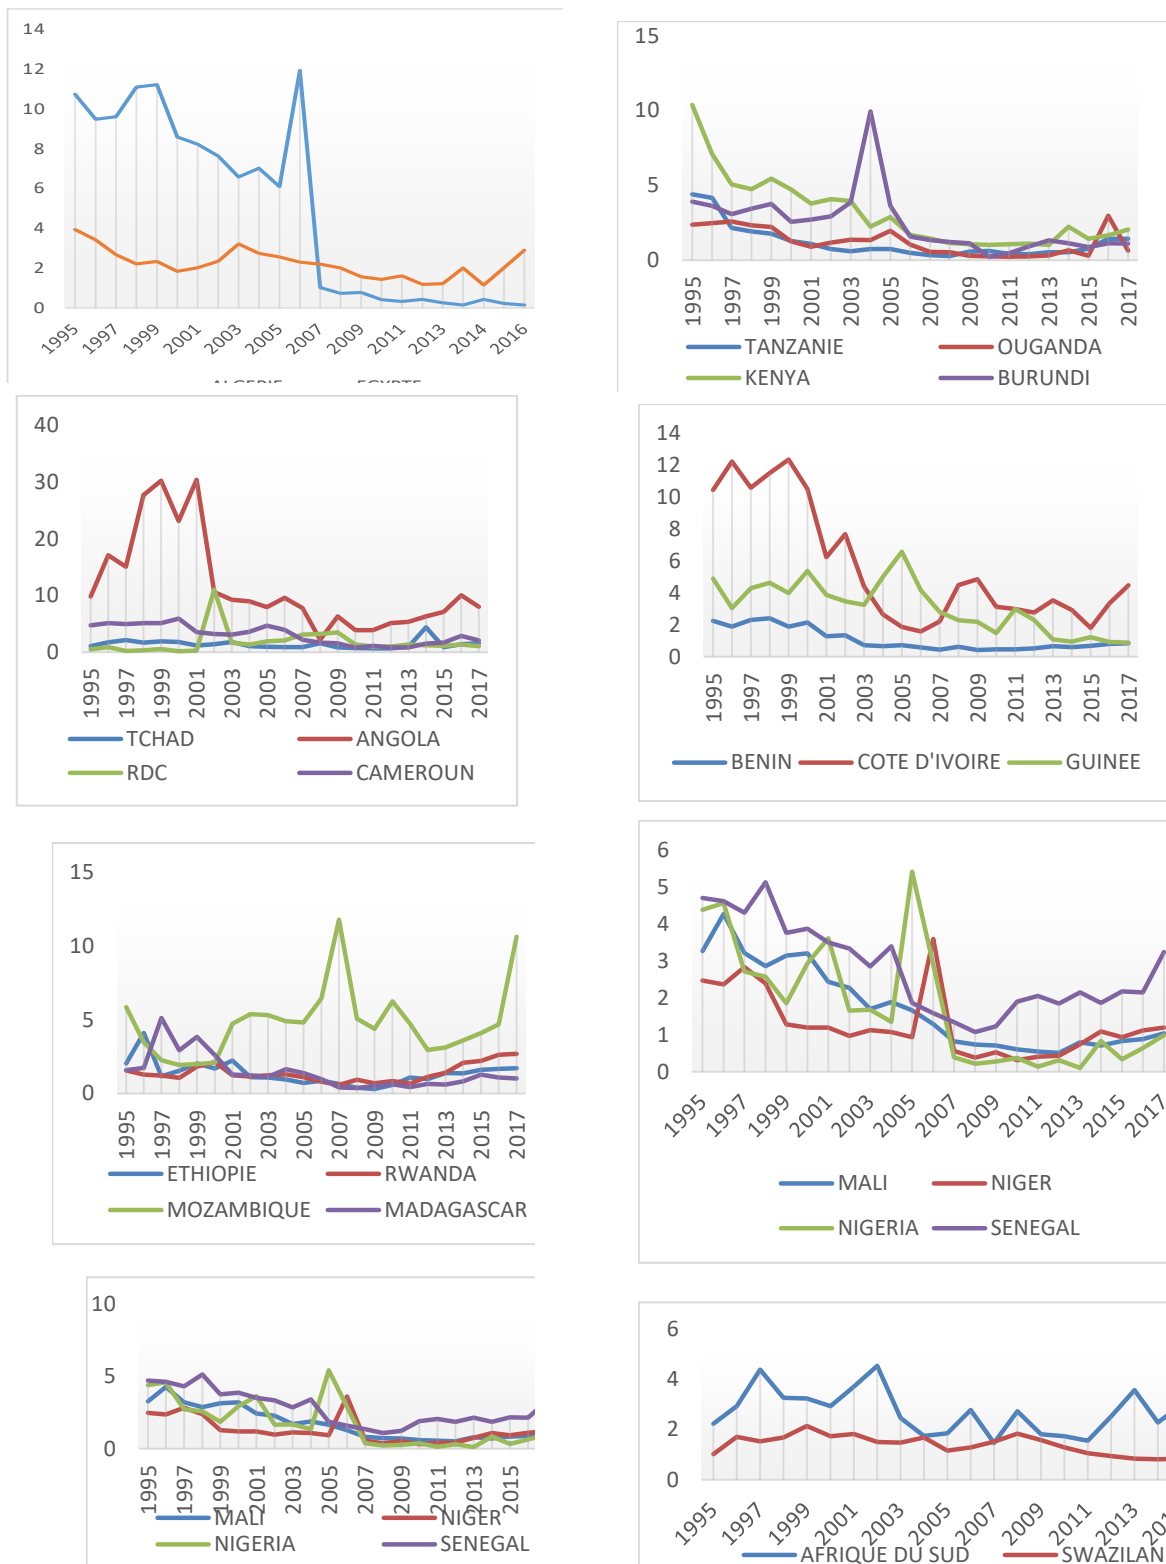 14
12
10
8
6
4
2
0
1995 1997 1999 2001 2003 2005 2007 2009 2011 2013 2014 2016
ALGERIE EGYPTE
15
10
5
0
1995 1997 1999 2001 2003 2005 2007 2009 2011 2013 2015 2017
TANZANIE OUGANDA
KENYA BURUNDI
40
30
20
10
0
1995 1997 1999 2001 2003 2005 2007 2009 2011 2013 2015 2017
TCHAD ANGOLA
RDC CAMEROUN
14
12
10
8
6
4
2
0
1995 1997 1999 2001 2003 2005 2007 2009 2011 2013 2015 2017
BENIN COTE D'IVOIRE GUINEE
15
10
5
0
1995 1997 1999 2001 2003 2005 2007 2009 2011 2013 2015 2017
ETHIOPIE RWANDA
MOZAMBIQUE MADAGASCAR
6
5
4
3
2
1
0
1995 1997 1999 2001 2003 2005 2007 2009 2011 2013 2015 2017
MALI NIGER
NIGERIA SENEGAL
10
5
0
1995 1997 1999 2001 2003 2005 2007 2009 2011 2013 2015
MALI NIGER
NIGERIA SENEGAL
6
4
2
0
1995 1997 1999 2001 2003 2005 2007 2009 2011 2013
AFRIQUE DU SUD SWAZILAN